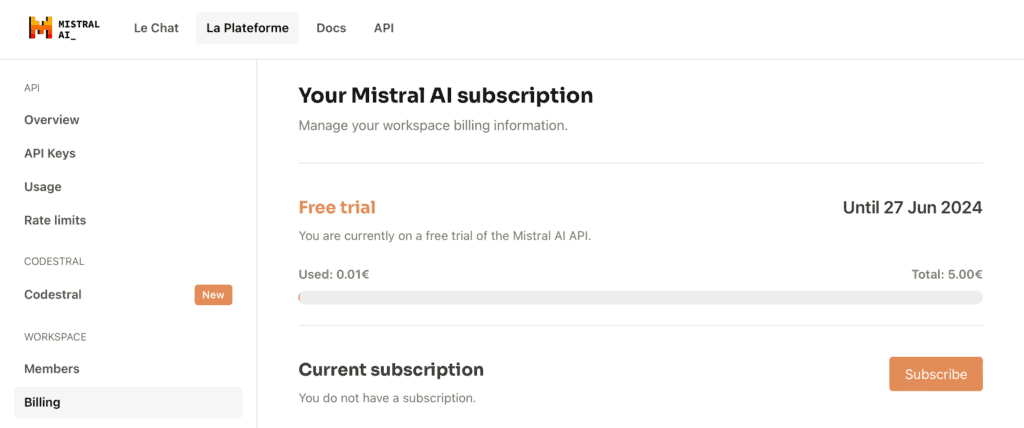 MISTRAL
AI_
Le Chat
La Plateforme
Docs
API
API
Overview
API Keys
Usage
Rate limits
CODESTRAL
Codestral
New
WORKSPACE
Members
Billing
Your Mistral AI subscription
Manage your workspace billing information.
Free trial
Until 27 Jun 2024
You are currently on a free trial of the Mistral AI API.
Used: 0.01€
Total: 5.00€
Current subscription
Subscribe
You do not have a subscription.